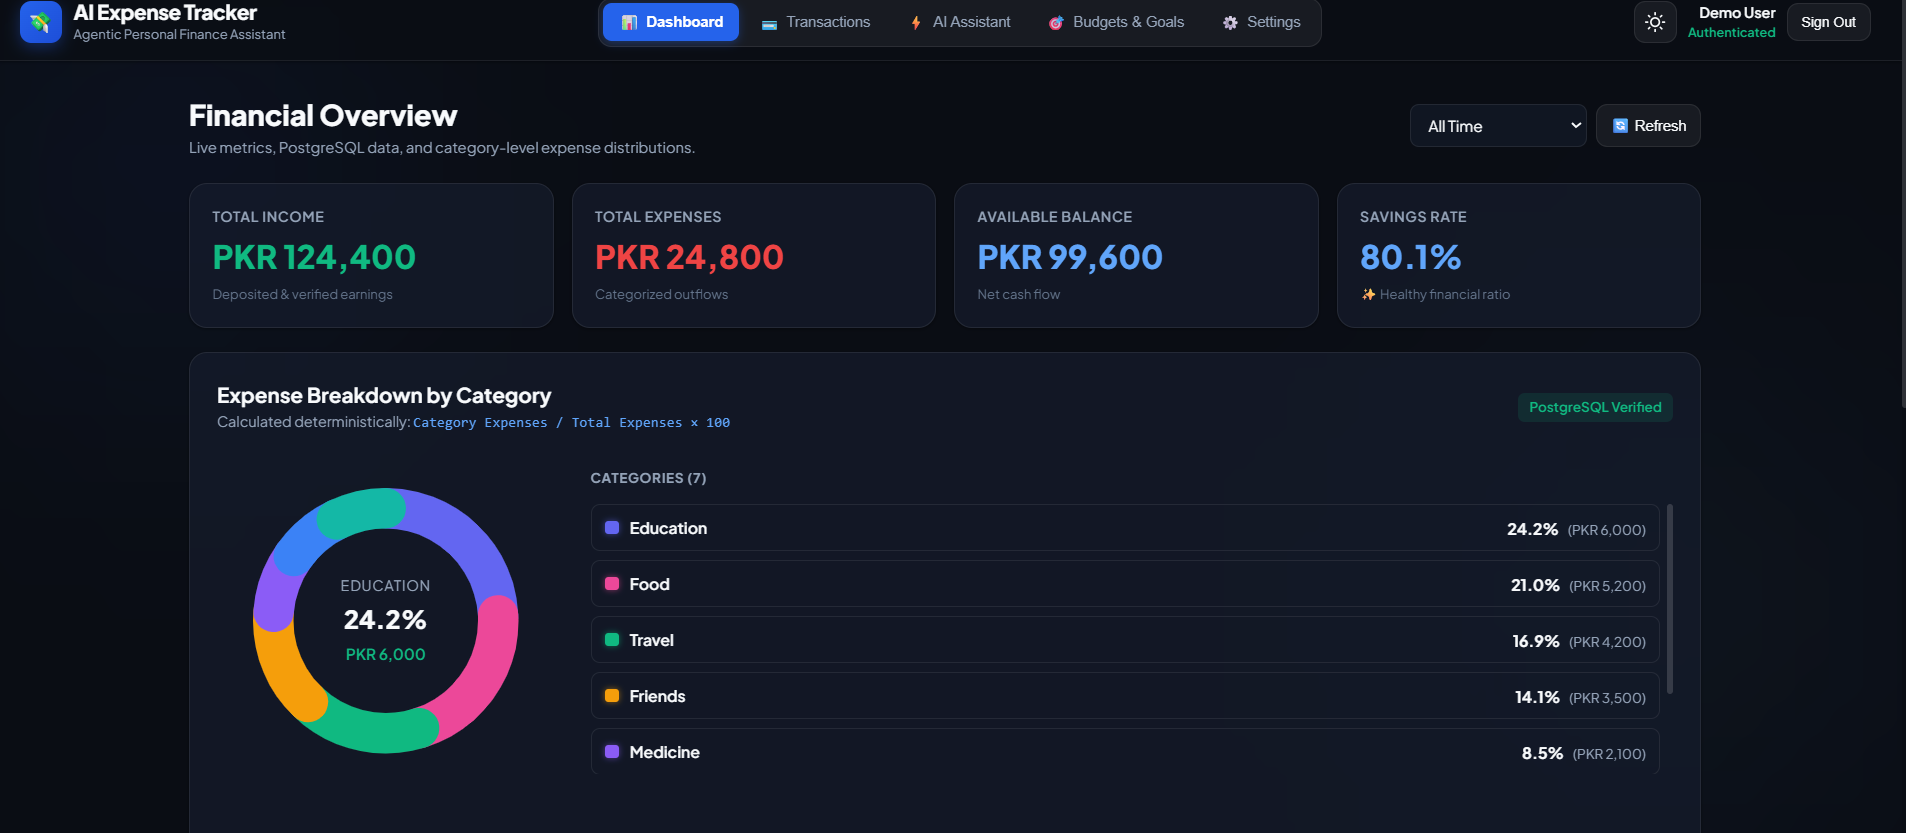 AI Expense Tracker
Agentic Personal Finance Assistant
Dashboard
Transactions
AI Assistant
Budgets & Goals
Settings
Demo User
Authenticated
Sign Out
Financial Overview
Live metrics, PostgreSQL data, and category-level expense distributions.
All Time
Refresh
TOTAL INCOME
PKR 124,400
Deposited & verified earnings
TOTAL EXPENSES
PKR 24,800
Categorized outflows
AVAILABLE BALANCE
PKR 99,600
Net cash flow
SAVINGS RATE
80.1%
✨ Healthy financial ratio
Expense Breakdown by Category
Calculated deterministically: Category Expenses / Total Expenses × 100
PostgreSQL Verified
EDUCATION
24.2%
PKR 6,000
CATEGORIES (7)
Education 24.2% (PKR 6,000)
Food 21.0% (PKR 5,200)
Travel 16.9% (PKR 4,200)
Friends 14.1% (PKR 3,500)
Medicine 8.5% (PKR 2,100)